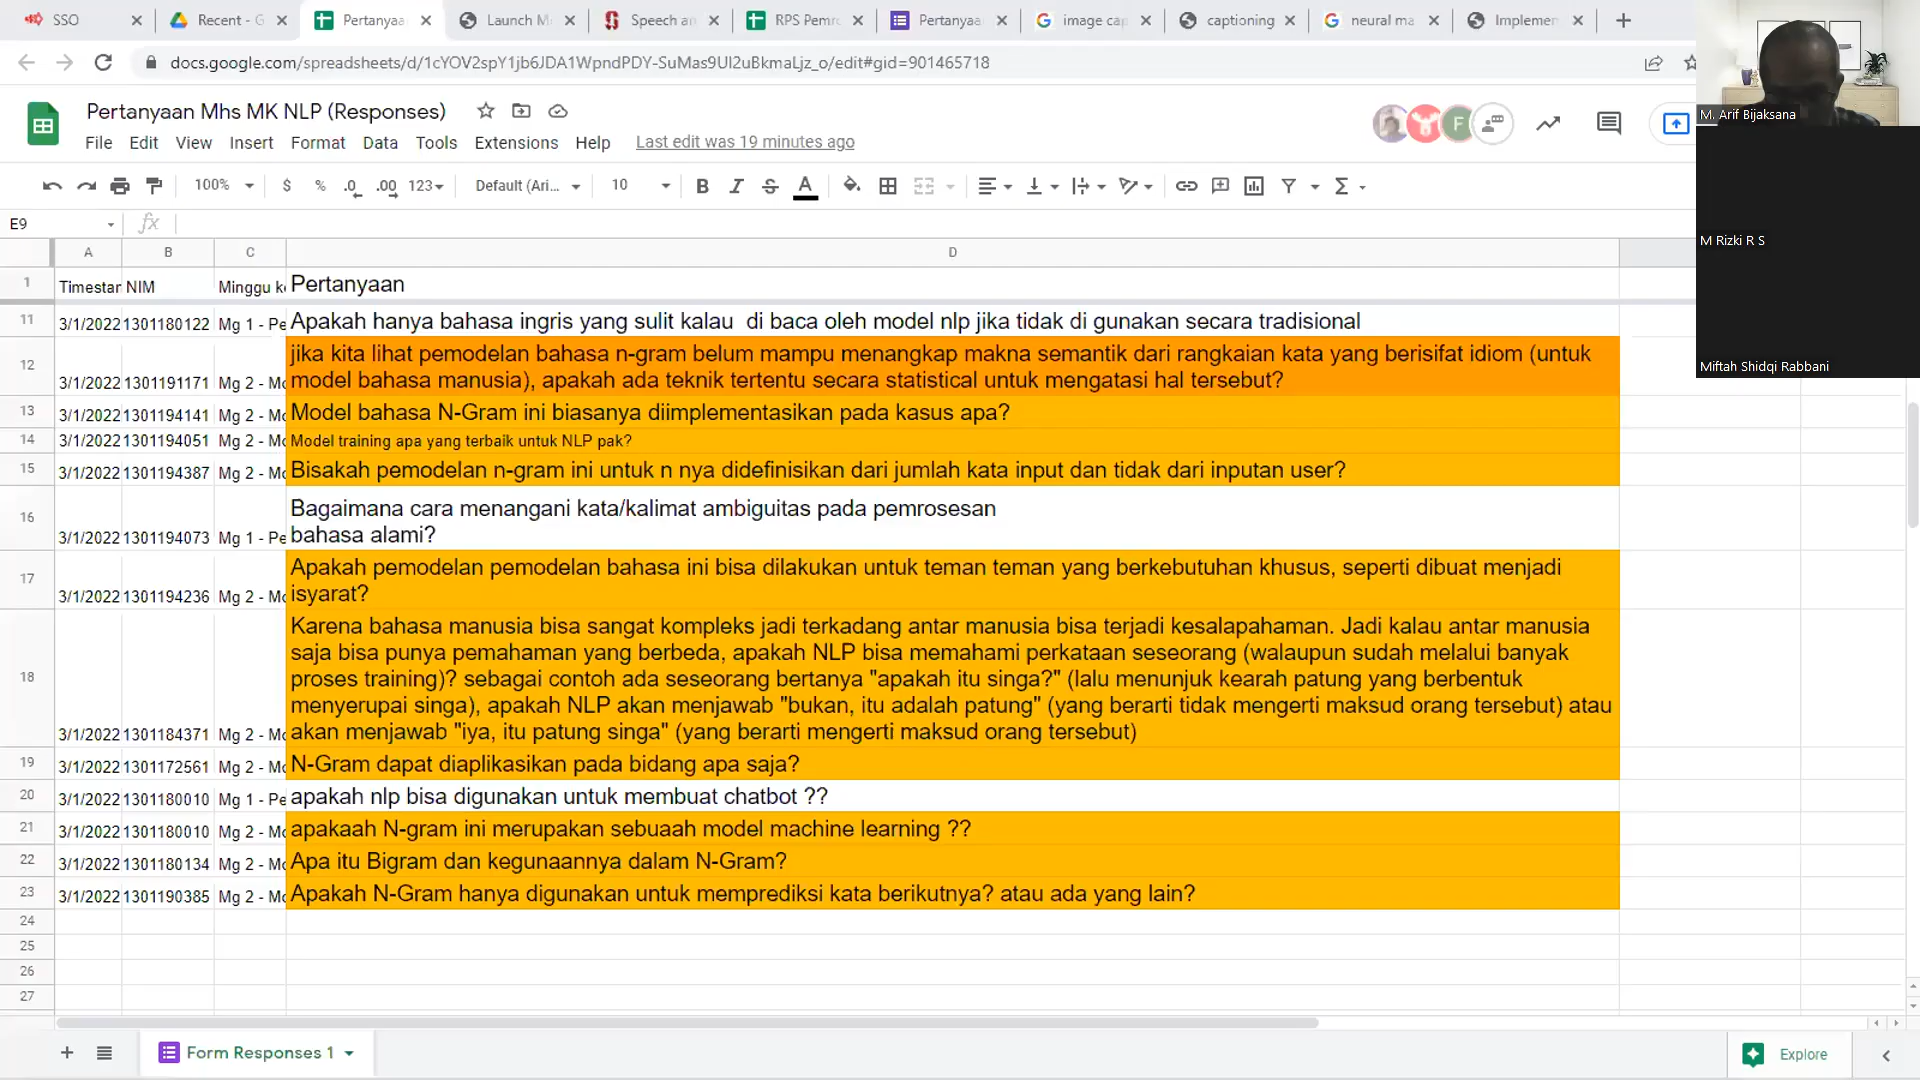 SSO
Recent - G
Pertanyaa
Launch M
Speech an
RPS Pemr
Pertanyaa
image cap
captioning
neural ma
Implemen
docs.google.com/spreadsheets/d/1cYOV2spY1jb6JDA1WpndPDY-SuMas9Ul2uBkmaLjz_o/edit#gid=901465718
Pertanyaan Mhs MK NLP (Responses)
File Edit View Insert Format Data Tools Extensions Help Last edit was 19 minutes ago
F
100% $ % .0 .00 123 Default (Ari... 10 B I S A Σ
E9 fx
A B C D
1 Timestan NIM Minggu ke Pertanyaan
11 3/1/2022 1301180122 Mg 1 - Pe Apakah hanya bahasa ingris yang sulit kalau di baca oleh model nlp jika tidak di gunakan secara tradisional
12 3/1/2022 1301191171 Mg 2 - Mo jika kita lihat pemodelan bahasa n-gram belum mampu menangkap makna semantik dari rangkaian kata yang berisifat idiom (untuk
model bahasa manusia), apakah ada teknik tertentu secara statistical untuk mengatasi hal tersebut?
13 3/1/2022 1301194141 Mg 2 - Mo Model bahasa N-Gram ini biasanya diimplementasikan pada kasus apa?
14 3/1/2022 1301194051 Mg 2 - Mo Model training apa yang terbaik untuk NLP pak?
15 3/1/2022 1301194387 Mg 2 - Mo Bisakah pemodelan n-gram ini untuk n nya didefinisikan dari jumlah kata input dan tidak dari inputan user?
16 3/1/2022 1301194073 Mg 1 - Pe Bagaimana cara menangani kata/kalimat ambiguitas pada pemrosesan
bahasa alami?
17 3/1/2022 1301194236 Mg 2 - Mo Apakah pemodelan pemodelan bahasa ini bisa dilakukan untuk teman teman yang berkebutuhan khusus, seperti dibuat menjadi
isyarat?
18 3/1/2022 1301184371 Mg 2 - Mo Karena bahasa manusia bisa sangat kompleks jadi terkadang antar manusia bisa terjadi kesalapahaman. Jadi kalau antar manusia
saja bisa punya pemahaman yang berbeda, apakah NLP bisa memahami perkataan seseorang (walaupun sudah melalui banyak
proses training)? sebagai contoh ada seseorang bertanya "apakah itu singa?" (lalu menunjuk kearah patung yang berbentuk
menyerupai singa), apakah NLP akan menjawab "bukan, itu adalah patung" (yang berarti tidak mengerti maksud orang tersebut) atau
akan menjawab "iya, itu patung singa" (yang berarti mengerti maksud orang tersebut)
19 3/1/2022 1301172561 Mg 2 - Mo N-Gram dapat diaplikasikan pada bidang apa saja?
20 3/1/2022 1301180010 Mg 1 - Pe apakah nlp bisa digunakan untuk membuat chatbot ??
21 3/1/2022 1301180010 Mg 2 - Mo apakaah N-gram ini merupakan sebuaah model machine learning ??
22 3/1/2022 1301180134 Mg 2 - Mo Apa itu Bigram dan kegunaannya dalam N-Gram?
23 3/1/2022 1301190385 Mg 2 - Mo Apakah N-Gram hanya digunakan untuk memprediksi kata berikutnya? atau ada yang lain?
24
25
26
27
Form Responses 1
Explore
M. Arif Bijaksana
M Rizki R S
Miftah Shidqi Rabbani